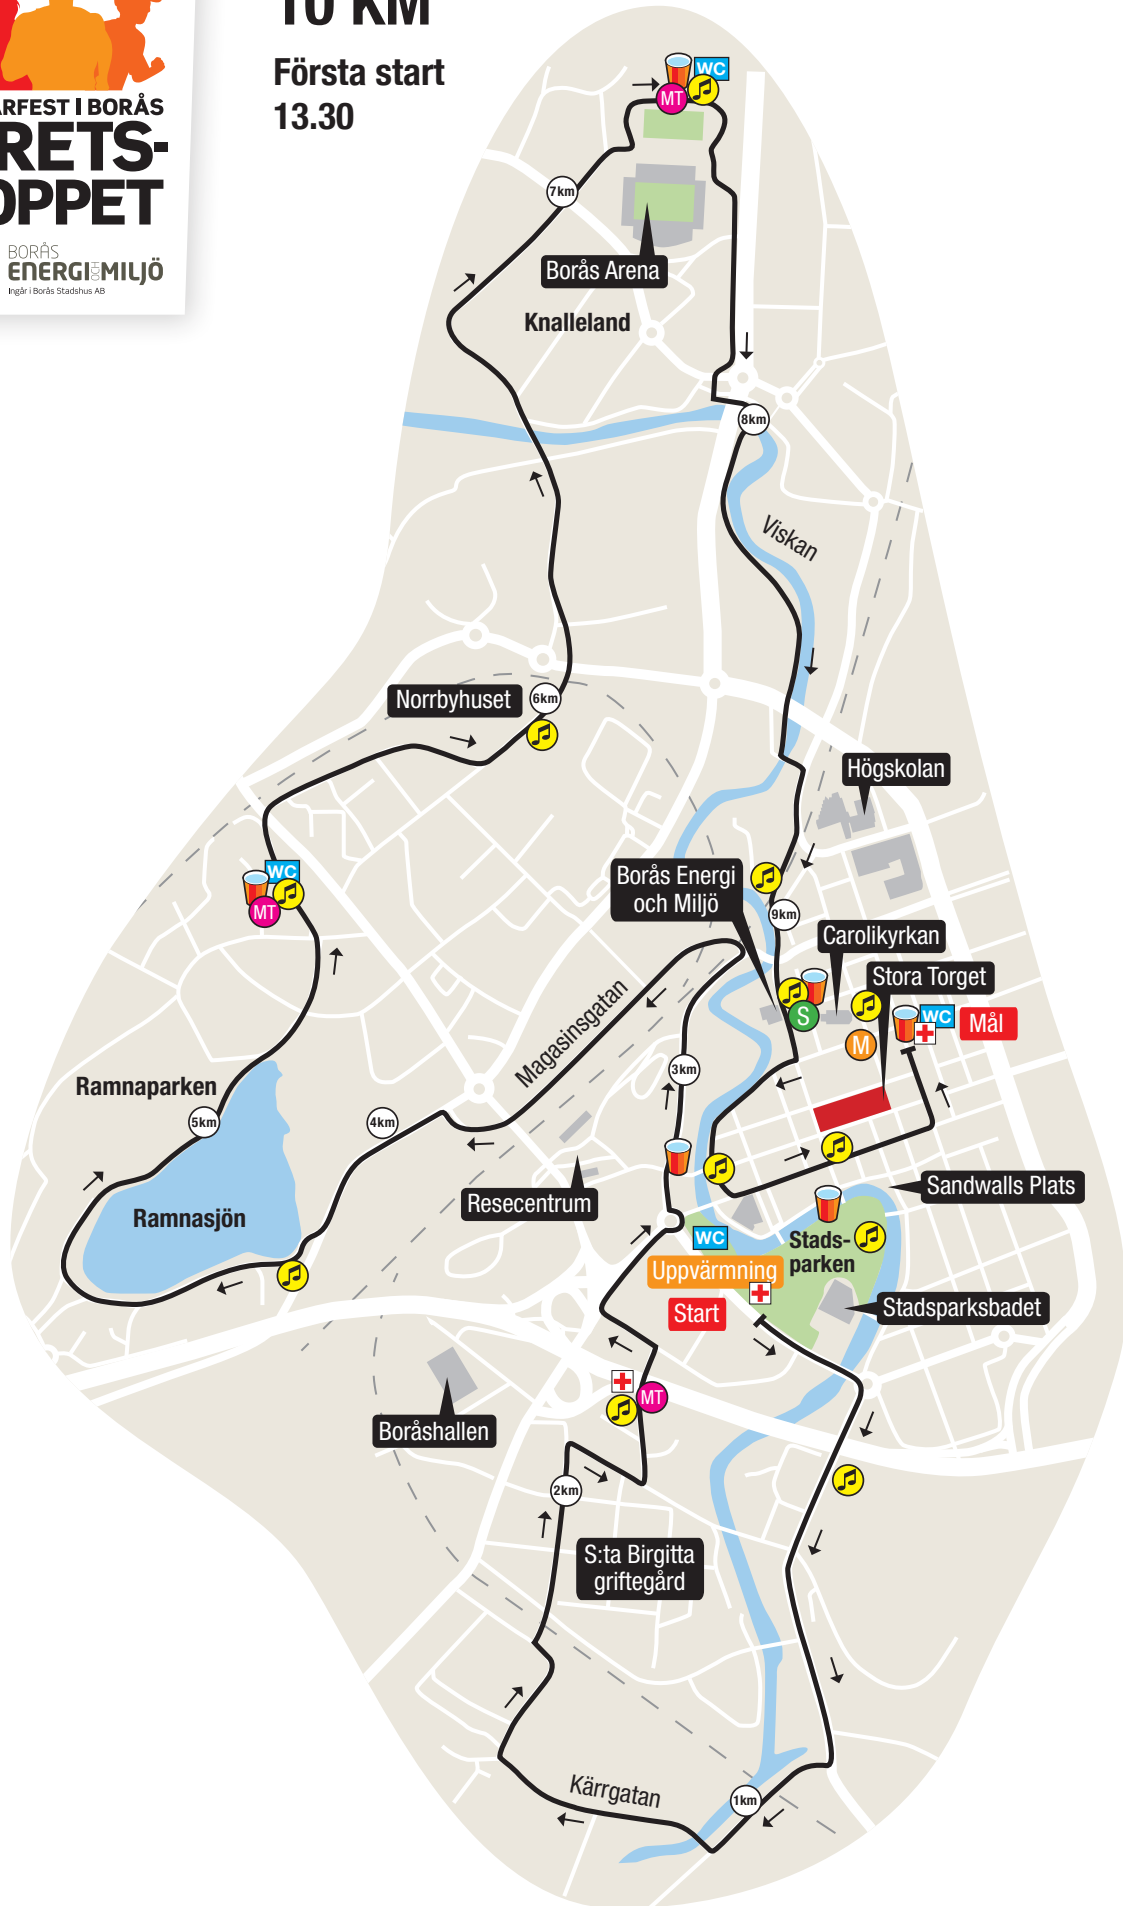 10 KM
Första start
13.30
ARFEST I BORÅS
RETS-
OPPET
BORÅS
ENERGI OCH MILJÖ
Ingår i Borås Stadshus AB
WC
MT
7km
Borås Arena
Knalleland
8km
Viskan
Norrbyhuset
6km
Högskolan
WC
MT
Borås Energi
och Miljö
9km
Carolikyrkan
Stora Torget
S
M
WC
Mål
Magasinsgatan
3km
Ramnaparken
5km
4km
Ramnasjön
Resecentrum
Sandwalls Plats
WC
Stads-
parken
Uppvärmning
Start
Stadsparksbadet
MT
Boråshallen
2km
S:ta Birgitta
griftegård
Kärrgatan
1km